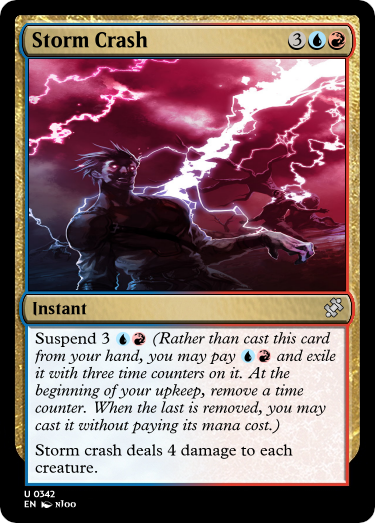 Storm Crash 3
Instant
Suspend 3 (Rather than cast this card
from your hand, you may pay and exile
it with three time counters on it. At the
beginning of your upkeep, remove a time
counter. When the last is removed, you may
cast it without paying its mana cost.)
Storm crash deals 4 damage to each
creature.
U 0342
EN NJOO